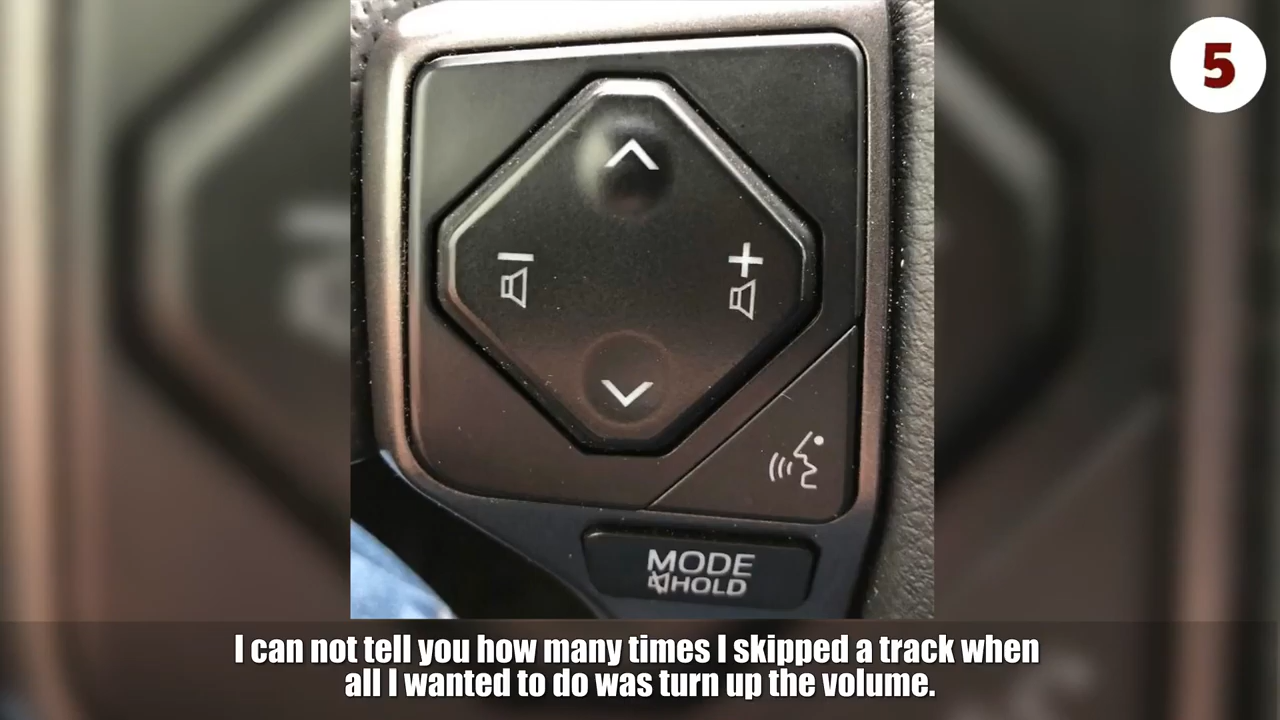 5
MODE
HOLD
I can not tell you how many times I skipped a track when
all I wanted to do was turn up the volume.